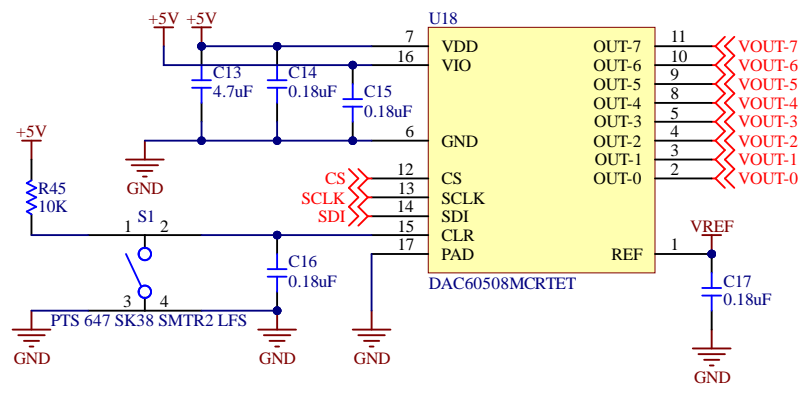 +5V +5V
U18
7 VDD OUT-7 11 VOUT-7
16 VIO OUT-6 10 VOUT-6
C13 C14 OUT-5 9 VOUT-5
4.7uF 0.18uF C15 OUT-4 8 VOUT-4
0.18uF OUT-3 5 VOUT-3
+5V 6 GND OUT-2 4 VOUT-2
OUT-1 3 VOUT-1
GND CS 12 CS OUT-0 2 VOUT-0
R45 SCLK 13 SCLK
10K S1 SDI 14 SDI
1 2 15 CLR VREF
17 PAD REF 1
C16
0.18uF DAC60508MCRTET C17
3 4 0.18uF
PTS 647 SK38 SMTR2 LFS
GND GND GND
GND